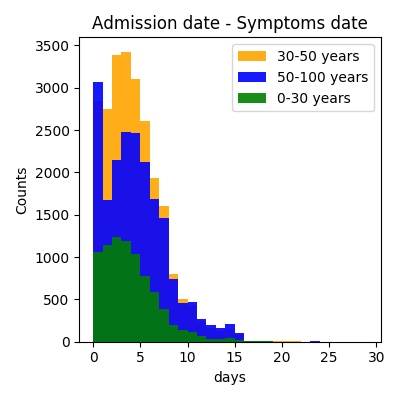 Admission date - Symptoms date
3500
3000
2500
2000
1500
1000
500
0
Counts
30-50 years
50-100 years
0-30 years
0 5 10 15 20 25 30
days